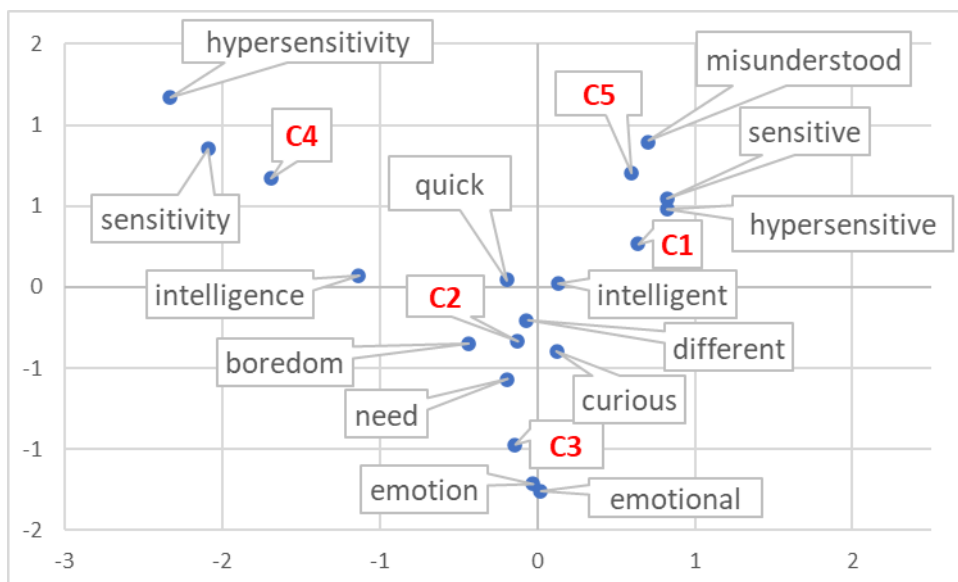 2
hypersensitivity
misunderstood
C5
1
C4
sensitive
quick
1
sensitivity
hypersensitive
C1
0
intelligence
C2
intelligent
boredom
different
-1
need
curious
-1
C3
emotion
emotional
-2
-3 -2 -1 0 1 2